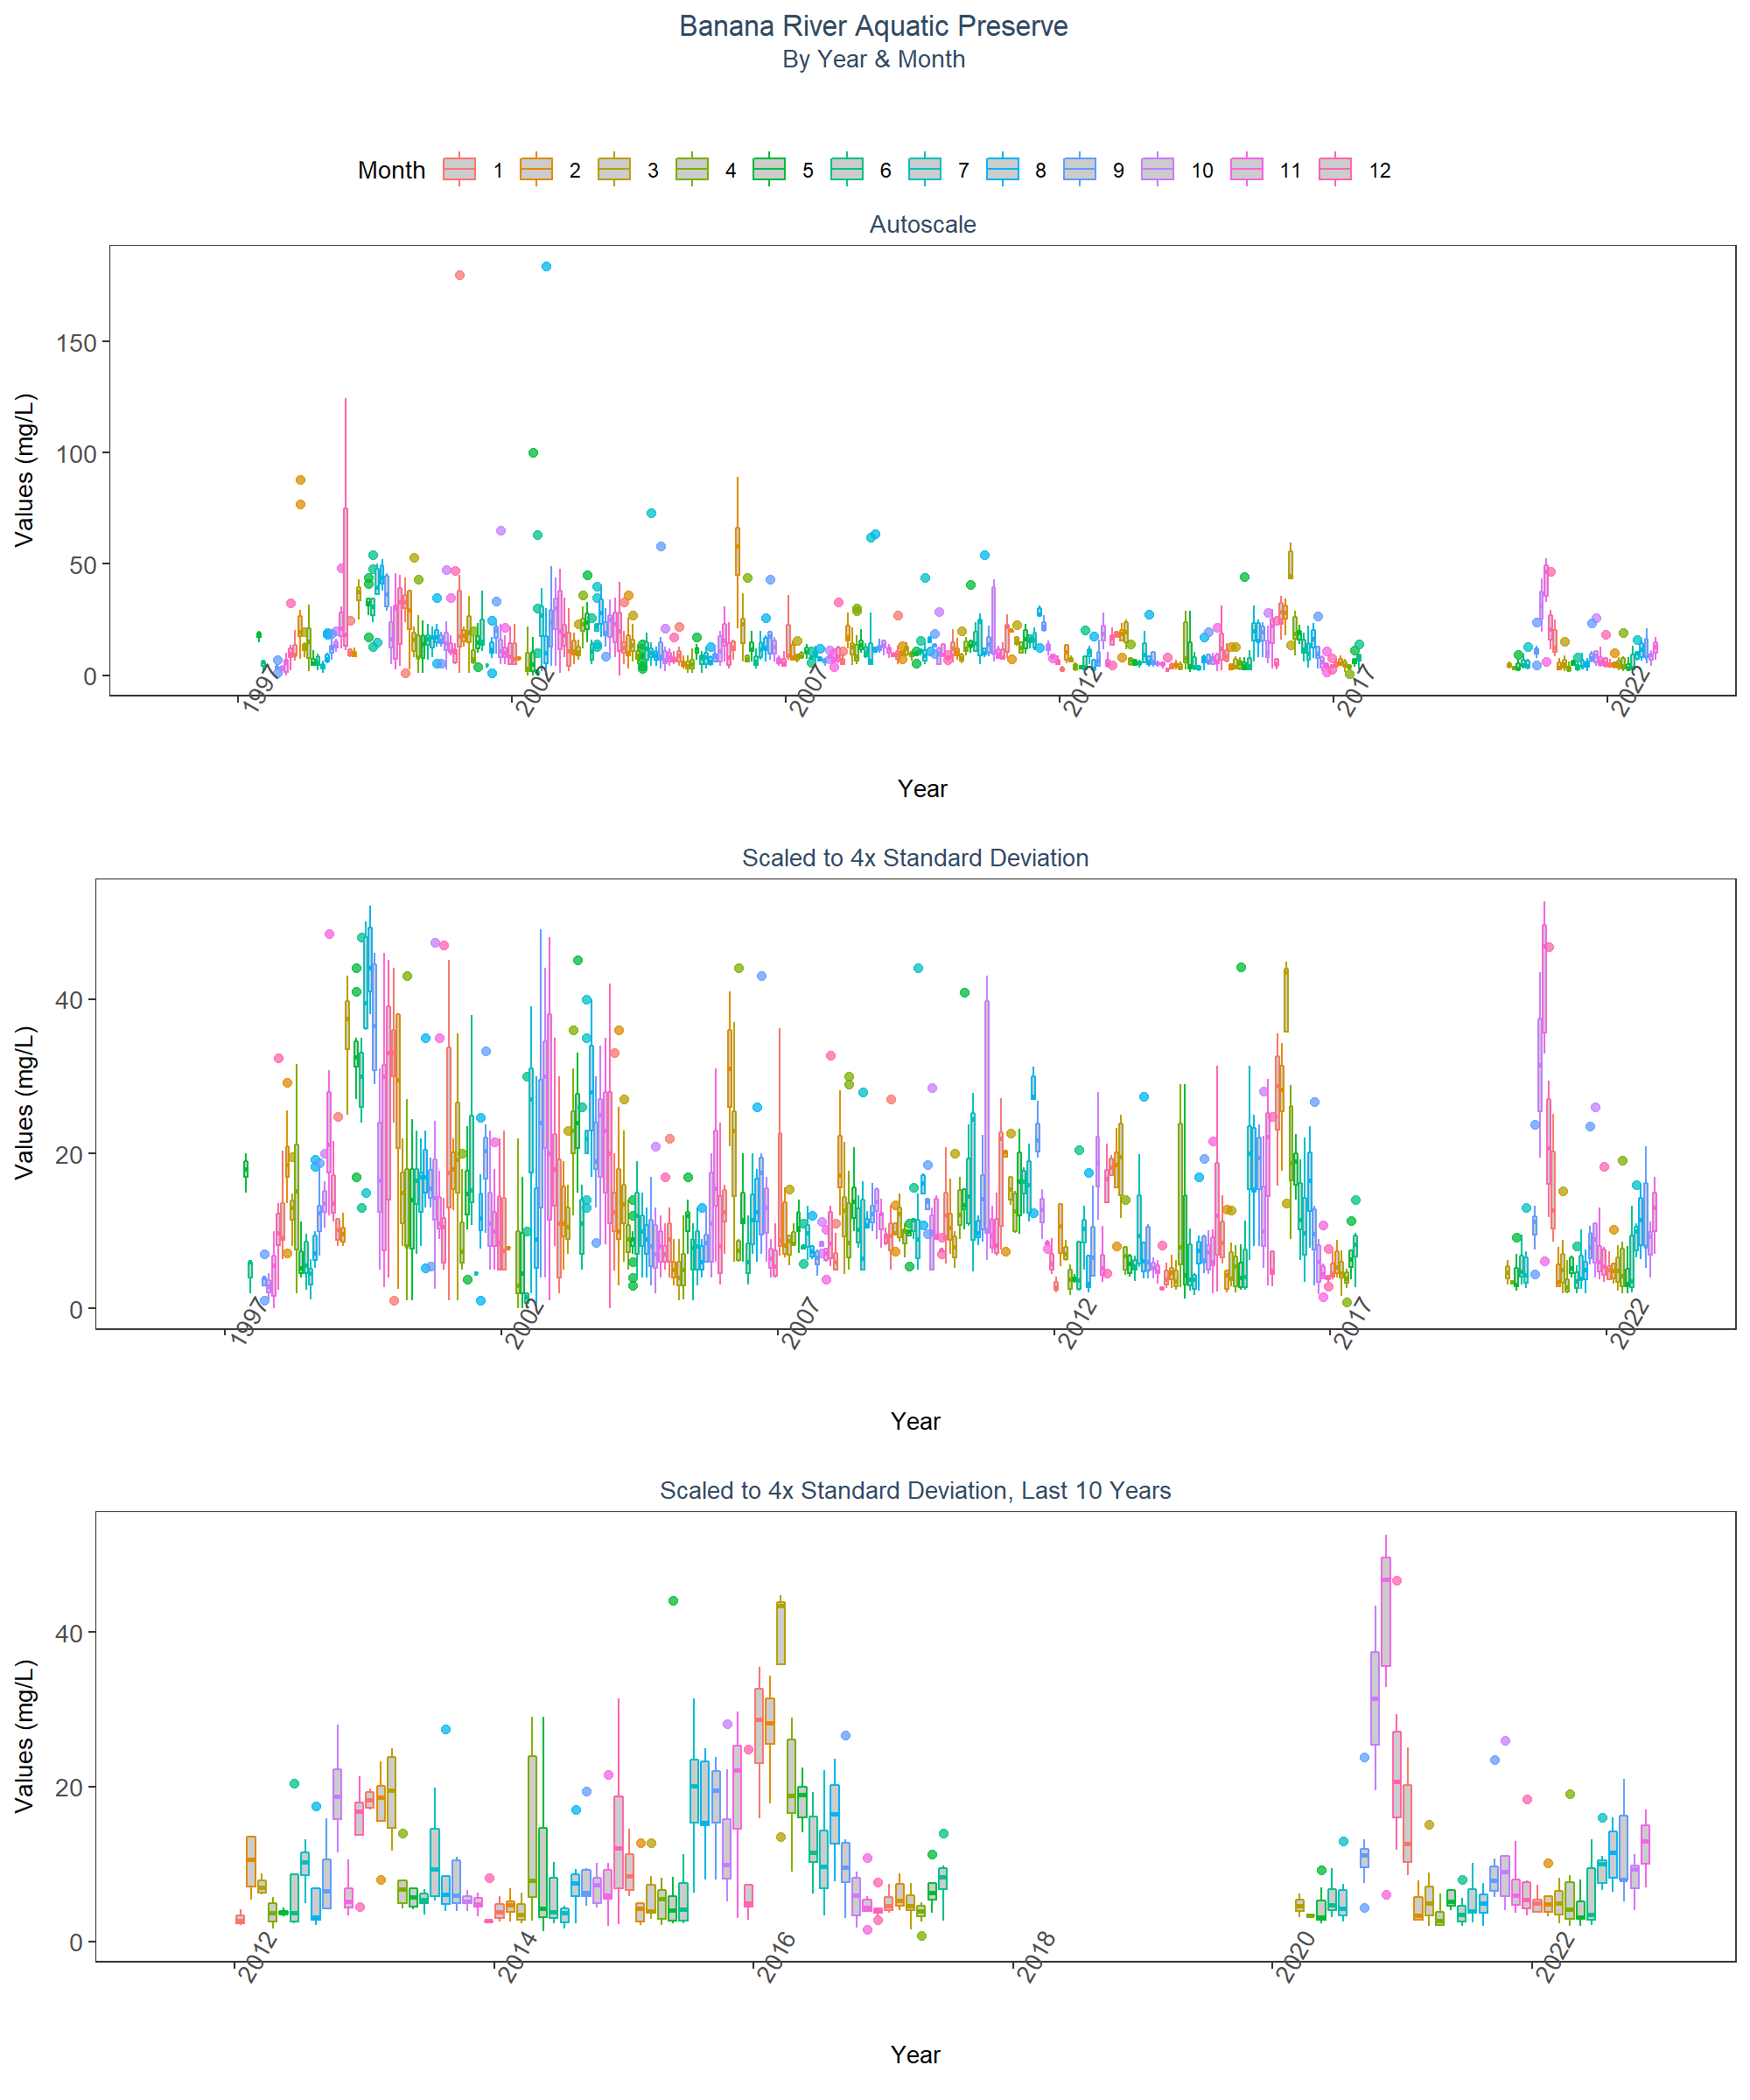 Banana River Aquatic Preserve
By Year & Month
Month 1 2 3 4 5 6 7 8 9 10 11 12
Autoscale
Values (mg/L)
150
100
50
0
1997 2002 2007 2012 2017 2022
Year
Scaled to 4x Standard Deviation
Values (mg/L)
40
20
0
1997 2002 2007 2012 2017 2022
Year
Scaled to 4x Standard Deviation, Last 10 Years
Values (mg/L)
40
20
0
2012 2014 2016 2018 2020 2022
Year